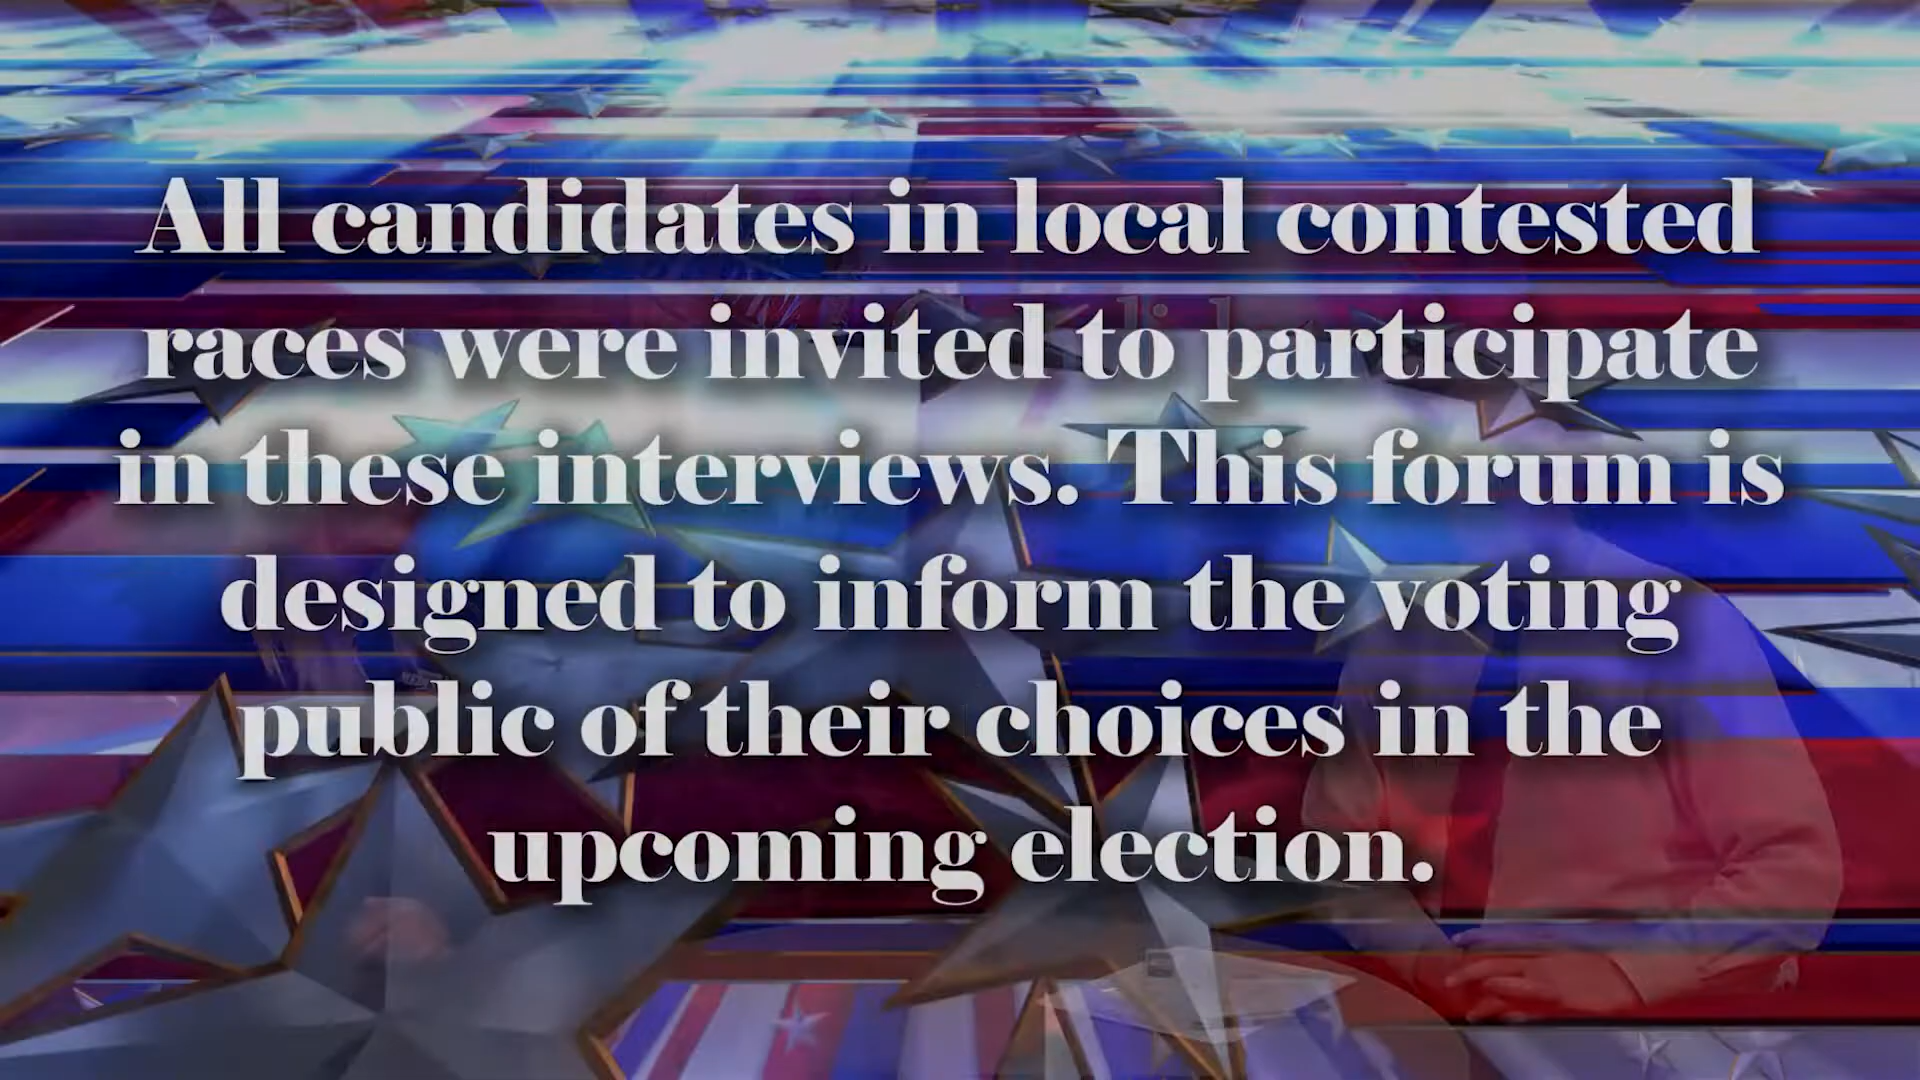 All candidates in local contested
races were invited to participate
in these interviews. This forum is
designed to inform the voting
public of their choices in the
upcoming election.